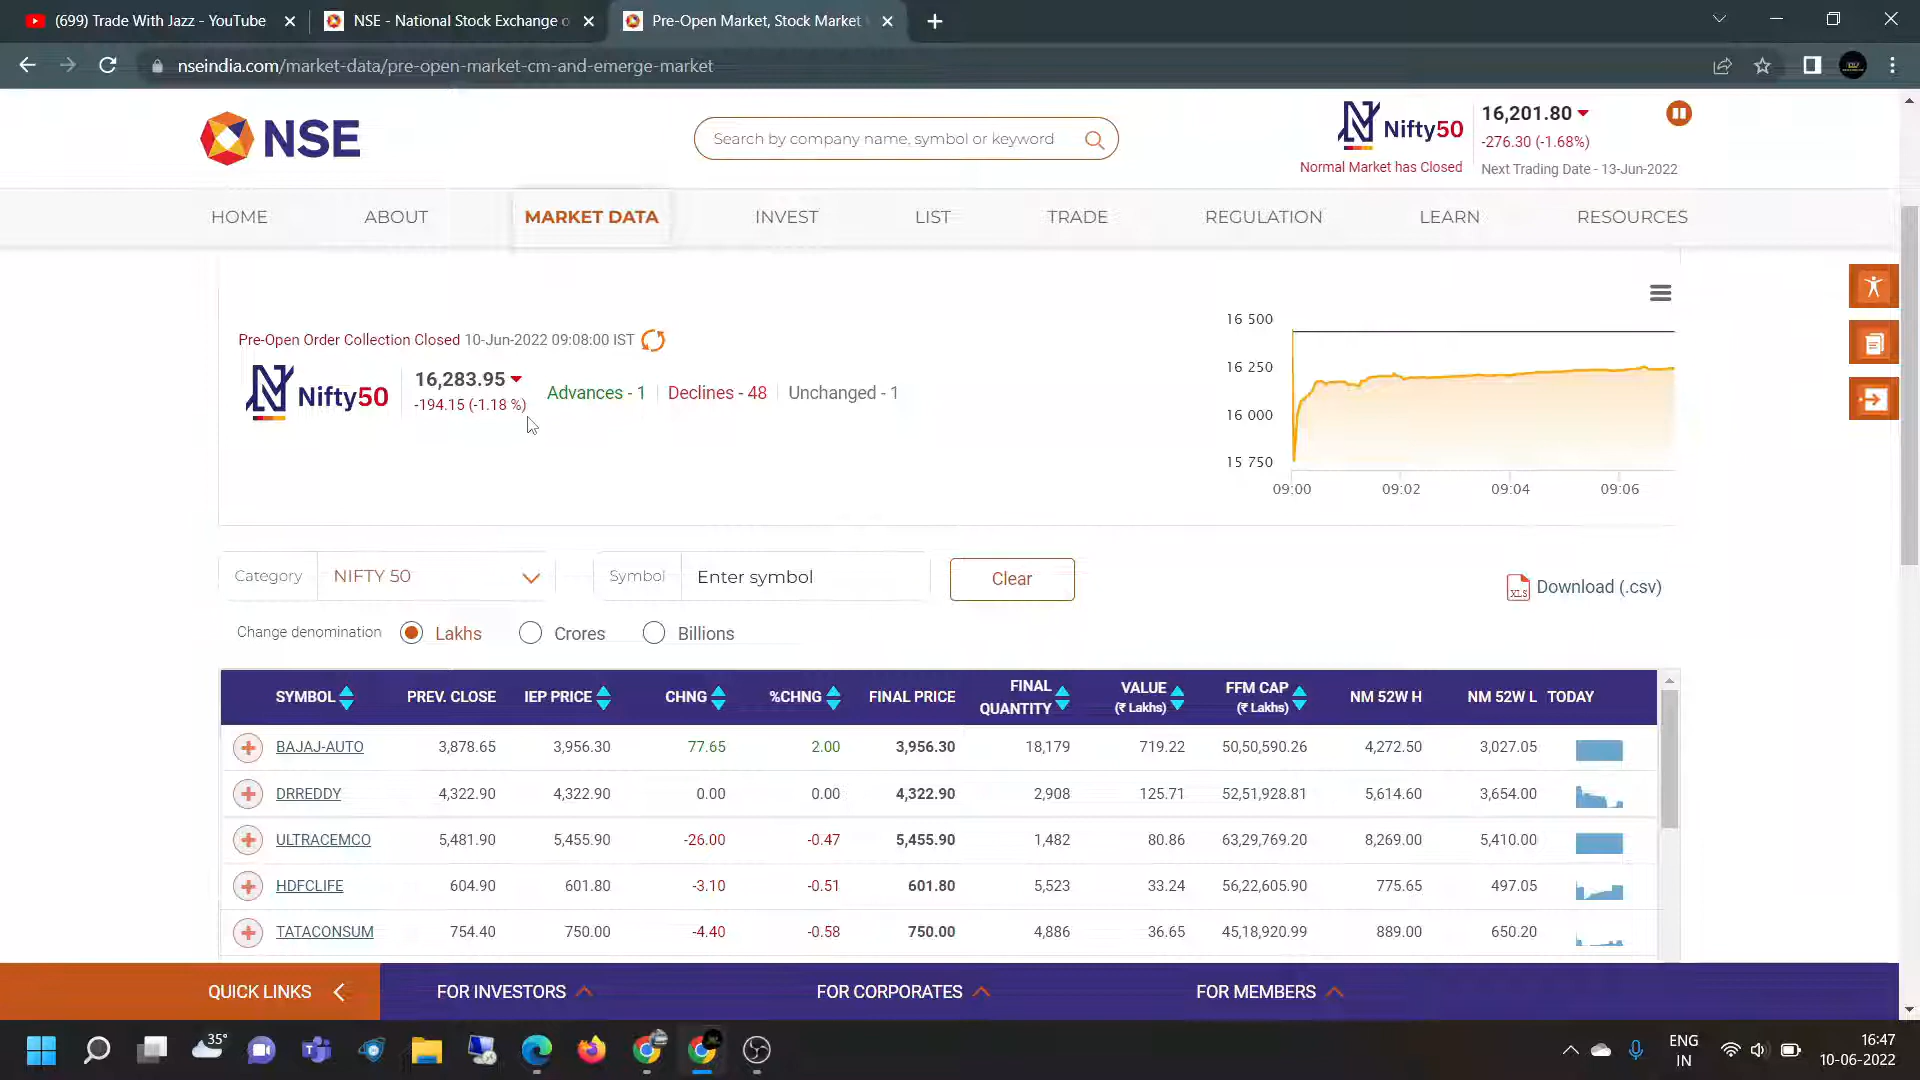 (699) Trade With Jazz - YouTube
NSE - National Stock Exchange o
Pre-Open Market, Stock Market
nseindia.com/market-data/pre-open-market-cm-and-emerge-market
NSE
Search by company name, symbol or keyword
Nifty50
16,201.80
-276.30 (-1.68%)
Normal Market has Closed
Next Trading Date - 13-Jun-2022
HOME ABOUT MARKET DATA INVEST LIST TRADE REGULATION LEARN RESOURCES
Pre-Open Order Collection Closed 10-Jun-2022 09:08:00 IST
Nifty50
16,283.95
-194.15 (-1.18 %)
Advances - 1 Declines - 48 Unchanged - 1
16 500
16 250
16 000
15 750
09:00 09:02 09:04 09:06
Category NIFTY 50 Symbol Enter symbol Clear
XLS Download (.csv)
Change denomination Lakhs Crores Billions
SYMBOL PREV. CLOSE IEP PRICE CHNG %CHNG FINAL PRICE FINAL QUANTITY VALUE (₹ Lakhs) FFM CAP (₹ Lakhs) NM 52W H NM 52W L TODAY
BAJAJ-AUTO 3,878.65 3,956.30 77.65 2.00 3,956.30 18,179 719.22 50,50,590.26 4,272.50 3,027.05
DRREDDY 4,322.90 4,322.90 0.00 0.00 4,322.90 2,908 125.71 52,51,928.81 5,614.60 3,654.00
ULTRACEMCO 5,481.90 5,455.90 -26.00 -0.47 5,455.90 1,482 80.86 63,29,769.20 8,269.00 5,410.00
HDFCLIFE 604.90 601.80 -3.10 -0.51 601.80 5,523 33.24 56,22,605.90 775.65 497.05
TATACONSUM 754.40 750.00 -4.40 -0.58 750.00 4,886 36.65 45,18,920.99 889.00 650.20
QUICK LINKS FOR INVESTORS FOR CORPORATES FOR MEMBERS
35°
ENG
IN
16:47
10-06-2022